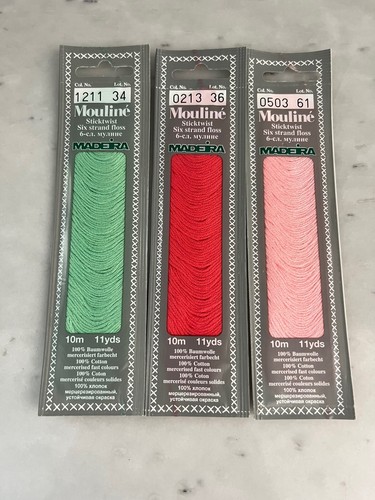 Col. No. Lot. No.
1211 34
Mouliné
Sticktwist
Six strand floss
6-сл. мулине
MADEIRA
10m 11yds
100% Baumwolle
mercerisiert farbecht
100% Cotton
mercerised fast colours
100% Coton
mercerisé couleurs solides
100% хлопок
мерцеризированный,
устойчивая окраска
Col. No. Lot. No.
0213 36
Mouliné
Sticktwist
Six strand floss
6-сл. мулине
MADEIRA
10m 11yds
100% Baumwolle
mercerisiert farbecht
100% Cotton
mercerised fast colours
100% Coton
mercerisé couleurs solides
100% хлопок
мерцеризированный,
устойчивая окраска
Col. No. Lot. No.
0503 61
Mouliné
Sticktwist
Six strand floss
6-сл. мулине
MADEIRA
10m 11yds
100% Baumwolle
mercerisiert farbecht
100% Cotton
mercerised fast colours
100% Coton
mercerisé couleurs solides
100% хлопок
мерцеризированный,
устойчивая окраска